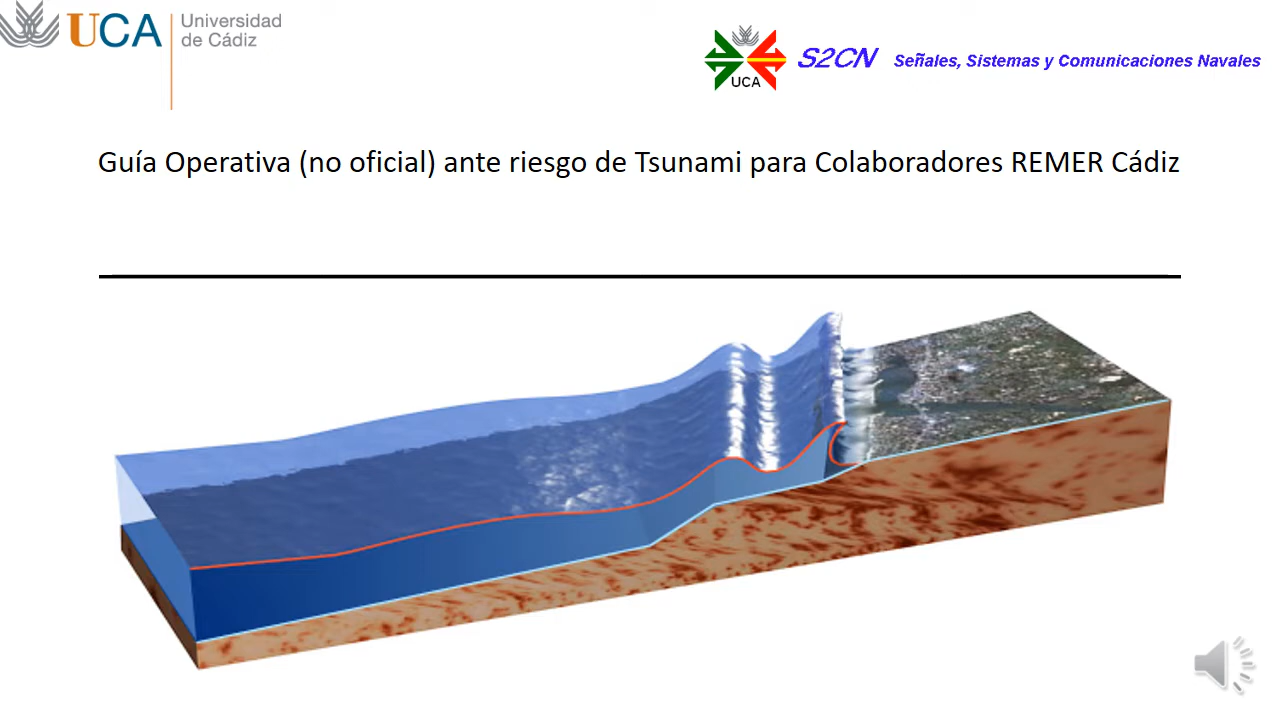 UCA
Universidad
de Cádiz
UCA
S2CN
Señales, Sistemas y Comunicaciones Navales
Guía Operativa (no oficial) ante riesgo de Tsunami para Colaboradores REMER Cádiz